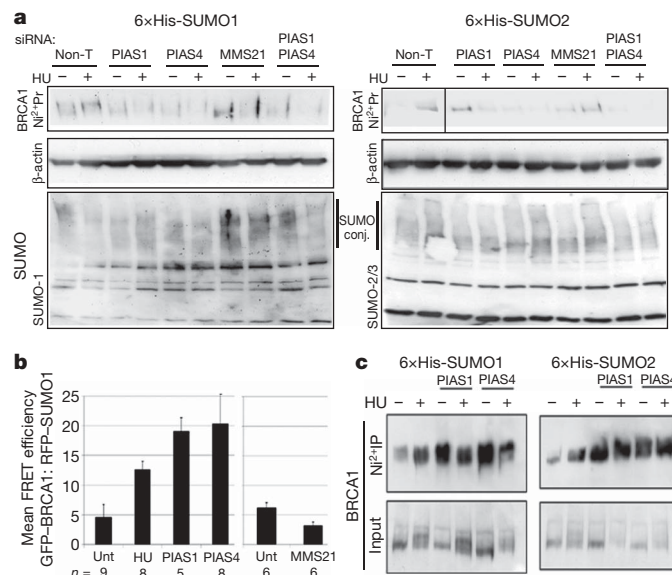 a
6×His-SUMO1
6×His-SUMO2
siRNA:
Non-T PIAS1 PIAS4 MMS21 PIAS1 PIAS4
Non-T PIAS1 PIAS4 MMS21 PIAS1 PIAS4
HU – + – + – + – + – +
HU – + – + – + – + – +
BRCA1 Ni2+Pr
BRCA1 Ni2+Pr
β-actin
β-actin
SUMO
SUMO-1
SUMO conj.
SUMO-2/3
b
Mean FRET efficiency
GFP–BRCA1: RFP–SUMO1
25
20
15
10
5
0
Unt HU PIAS1 PIAS4 Unt MMS21
n = 9 8 5 8 6 6
c
6×His-SUMO1
6×His-SUMO2
PIAS1 PIAS4
PIAS1 PIAS4
HU – + – + – +
– + – + – +
BRCA1
Ni2+IP
Input